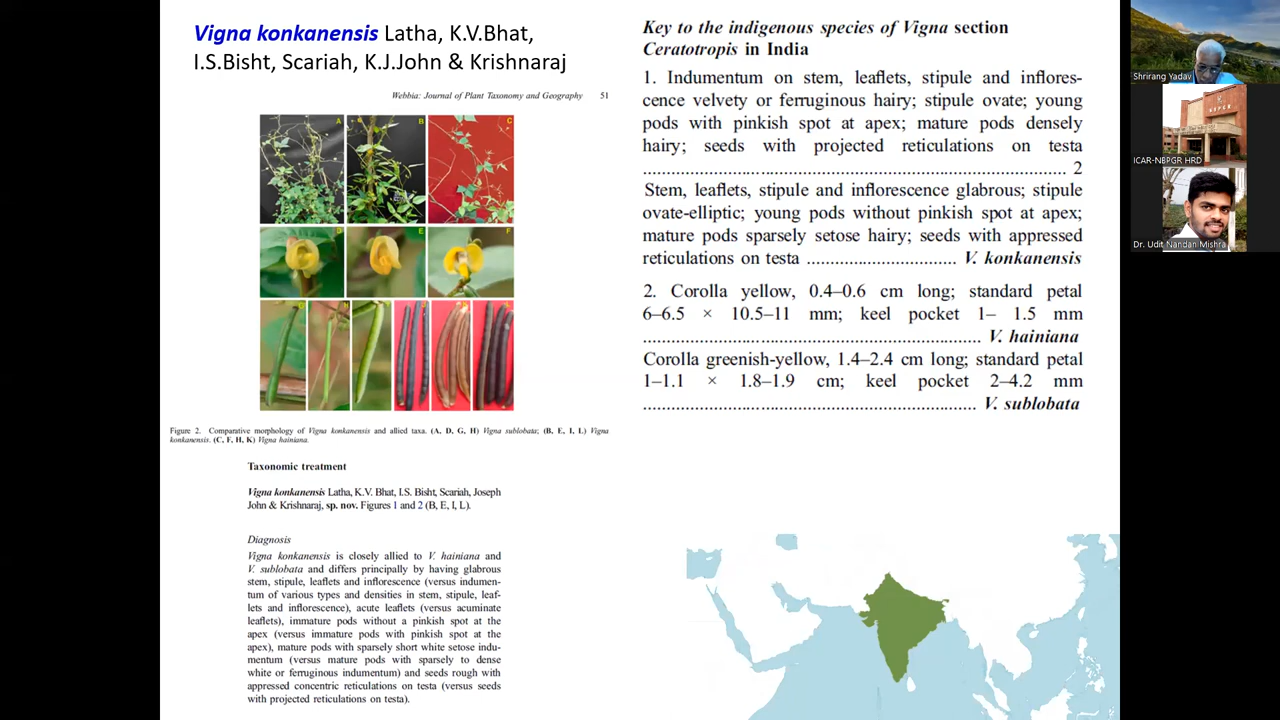 Vigna konkanensis Latha, K.V.Bhat,
I.S.Bisht, Scariah, K.J.John & Krishnaraj
Webbia: Journal of Plant Taxonomy and Geography 51
A B C
D E F
Figure 2. Comparative morphology of Vigna konkanensis and allied taxa. (A, D, G, H) Vigna sublobata; (B, E, I, L) Vigna
konkanensis. (C, F, H, K) Vigna hainiana.
Taxonomic treatment
Vigna konkanensis Latha, K.V. Bhat, I.S. Bisht, Scariah, Joseph
John & Krishnaraj, sp. nov. Figures 1 and 2 (B, E, I, L).
Diagnosis
Vigna konkanensis is closely allied to V. hainiana and
V. sublobata and differs principally by having glabrous
stem, stipule, leaflets and inflorescence (versus indumen-
tum of various types and densities in stem, stipule, leaf-
lets and inflorescence), acute leaflets (versus acuminate
leaflets), immature pods without a pinkish spot at the
apex (versus immature pods with pinkish spot at the
apex), mature pods with sparsely short white setose indu-
mentum (versus mature pods with sparsely to dense
white or ferruginous indumentum) and seeds rough with
appressed concentric reticulations on testa (versus seeds
with projected reticulations on testa).
Key to the indigenous species of Vigna section
Ceratotropis in India
1. Indumentum on stem, leaflets, stipule and inflores-
cence velvety or ferruginous hairy; stipule ovate; young
pods with pinkish spot at apex; mature pods densely
hairy; seeds with projected reticulations on testa
........................................................................ 2
Stem, leaflets, stipule and inflorescence glabrous; stipule
ovate-elliptic; young pods without pinkish spot at apex;
mature pods sparsely setose hairy; seeds with appressed
reticulations on testa ................................ V. konkanensis
2. Corolla yellow, 0.4–0.6 cm long; standard petal
6–6.5 × 10.5–11 mm; keel pocket 1– 1.5 mm
.......................................................... V. hainiana
Corolla greenish-yellow, 1.4–2.4 cm long; standard petal
1–1.1 × 1.8–1.9 cm; keel pocket 2–4.2 mm
......................................................... V. sublobata
Shrirang Yadav
ICAR-NBPGR HRD
Dr. Udit Nandan Mishra